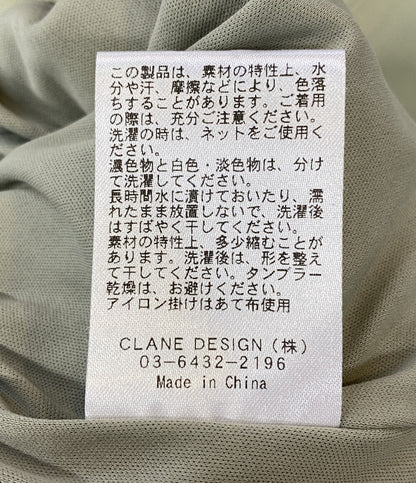 この製品は、素材の特性上、水
分や汗、摩擦などにより、色落
ちすることがあります。ご着用
の際は、充分ご注意ください。
洗濯の時は、ネットをご使用く
ださい。
濃色物と白色・淡色物は、分け
て洗濯してください。
長時間水に漬けておいたり、濡
れたまま放置しないで、洗濯後
はすばやく干してください。
素材の特性上、多少縮むことが
あります。洗濯後は、形を整え
て干してください。タンブラー
乾燥は、お避けください。
アイロン掛けはあて布使用
CLANE DESIGN（株）
03-6432-2196
Made in China